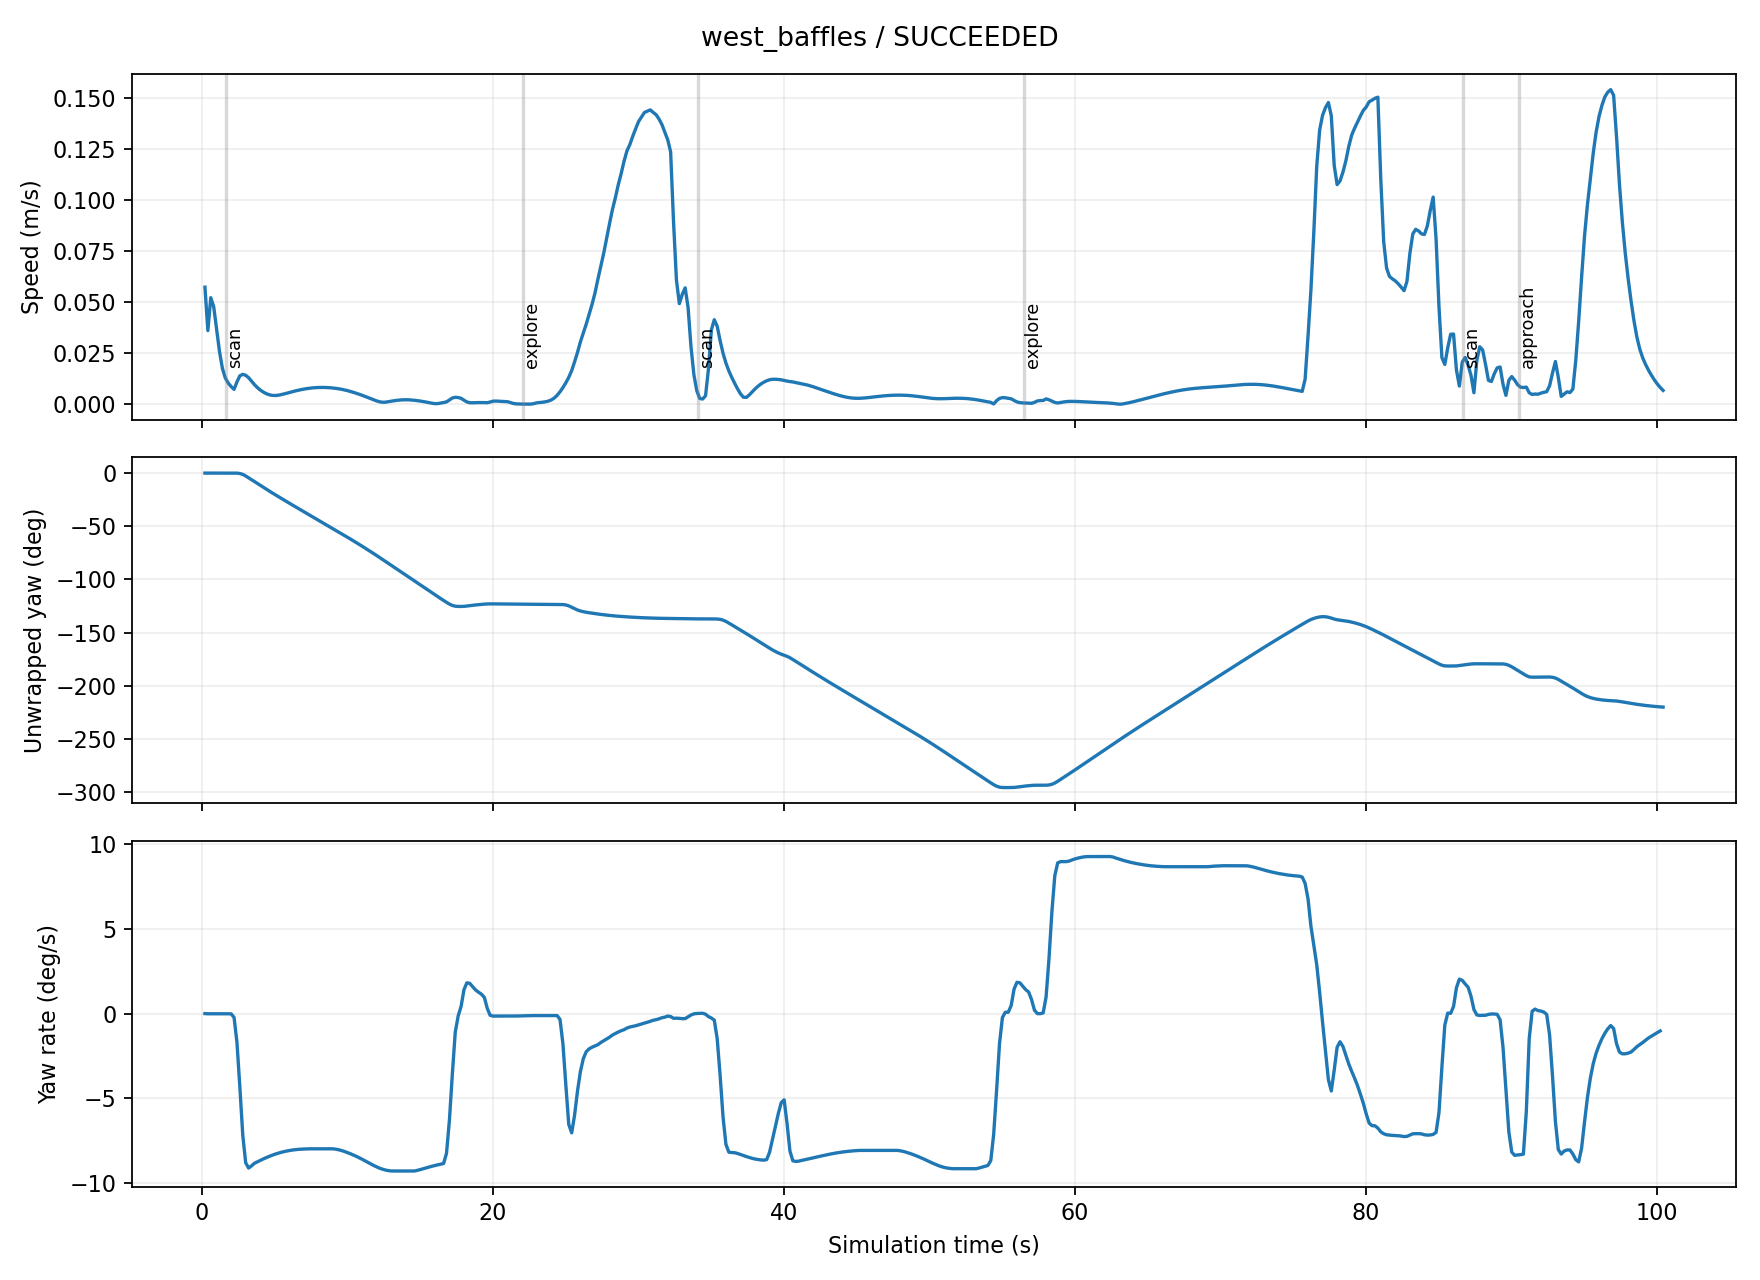 west_baffles / SUCCEEDED
Speed (m/s)
0.150
0.125
0.100
0.075
0.050
0.025
0.000
scan
explore
scan
explore
scan
approach
Unwrapped yaw (deg)
0
−50
−100
−150
−200
−250
−300
Yaw rate (deg/s)
10
5
0
−5
−10
0 20 40 60 80 100
Simulation time (s)